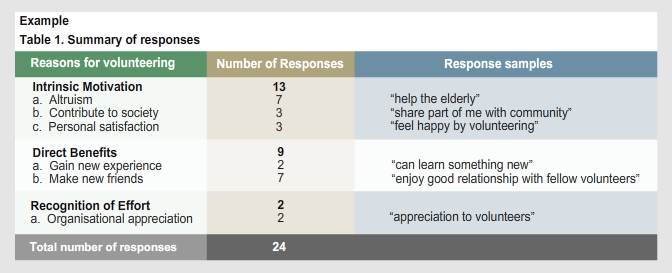 Example
Table 1. Summary of responses
Reasons for volunteering Number of Responses Response samples
Intrinsic Motivation 13
a. Altruism 7 “help the elderly”
b. Contribute to society 3 “share part of me with community”
c. Personal satisfaction 3 “feel happy by volunteering”
Direct Benefits 9
a. Gain new experience 2 “can learn something new”
b. Make new friends 7 “enjoy good relationship with fellow volunteers”
Recognition of Effort 2
a. Organisational appreciation 2 “appreciation to volunteers”
Total number of responses 24